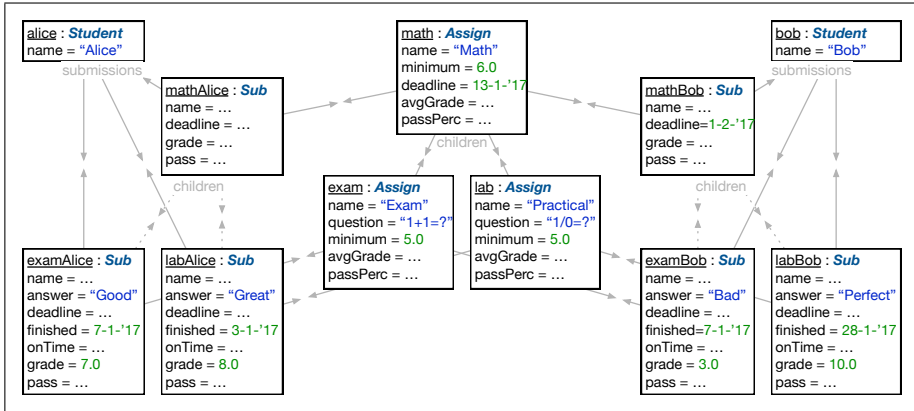 alice : Student
name = “Alice”
submissions
mathAlice : Sub
name = …
deadline = …
grade = …
pass = …
children
math : Assign
name = “Math”
minimum = 6.0
deadline = 13-1-’17
avgGrade = …
passPerc = …
children
mathBob : Sub
name = …
deadline=1-2-’17
grade = …
pass = …
children
bob : Student
name = “Bob”
submissions
exam : Assign
name = “Exam”
question = “1+1=?”
minimum = 5.0
avgGrade = …
passPerc = …
lab : Assign
name = “Practical”
question = “1/0=?”
minimum = 5.0
avgGrade = …
passPerc = …
examAlice : Sub
name = …
answer = “Good”
deadline = …
finished = 7-1-’17
onTime = …
grade = 7.0
pass = …
labAlice : Sub
name = …
answer = “Great”
deadline = …
finished = 3-1-’17
onTime = …
grade = 8.0
pass = …
examBob : Sub
name = …
answer = “Bad”
deadline = …
finished=7-1-’17
onTime = …
grade = 3.0
pass = …
labBob : Sub
name = …
answer = “Perfect”
deadline = …
finished = 28-1-’17
onTime = …
grade = 10.0
pass = …